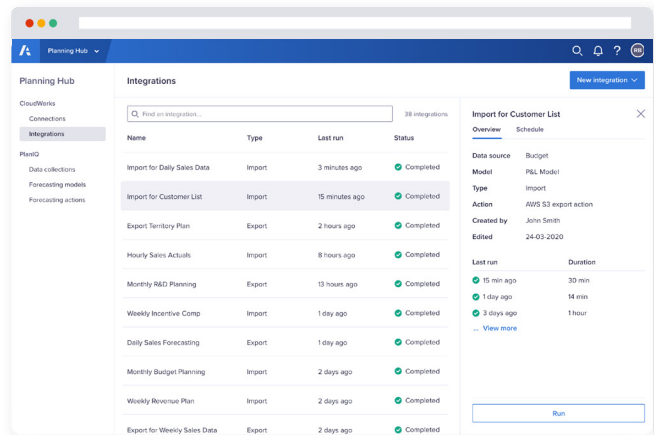 Planning Hub
?
RB
Planning Hub
CloudWorks
Connections
Integrations
PlanIQ
Data collections
Forecasting models
Forecasting actions
Integrations
New integration
Find an integration...
38 integrations
Name Type Last run Status
Import for Daily Sales Data Import 3 minutes ago Completed
Import for Customer List Import 15 minutes ago Completed
Export Territory Plan Export 2 hours ago Completed
Hourly Sales Actuals Import 8 hours ago Completed
Monthly R&D Planning Export 13 hours ago Completed
Weekly Incentive Comp Import 1 day ago Completed
Daily Sales Forecasting Export 1 day ago Completed
Monthly Budget Planning Import 2 days ago Completed
Weekly Revenue Plan Import 2 days ago Completed
Export for Weekly Sales Data Export 2 days ago Completed
Import for Customer List
Overview Schedule
Data source Budget
Model P&L Model
Type Import
Action AWS S3 export action
Created by John Smith
Edited 24-03-2020
Last run Duration
15 min ago 30 min
1 day ago 14 min
3 days ago 1 hour
... View more
Run